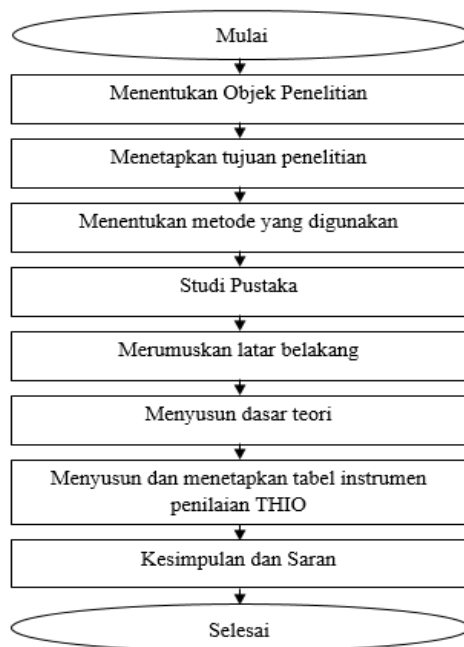 Mulai
Menentukan Objek Penelitian
Menetapkan tujuan penelitian
Menentukan metode yang digunakan
Studi Pustaka
Merumuskan latar belakang
Menyusun dasar teori
Menyusun dan menetapkan tabel instrumen
penilaian THIO
Kesimpulan dan Saran
Selesai